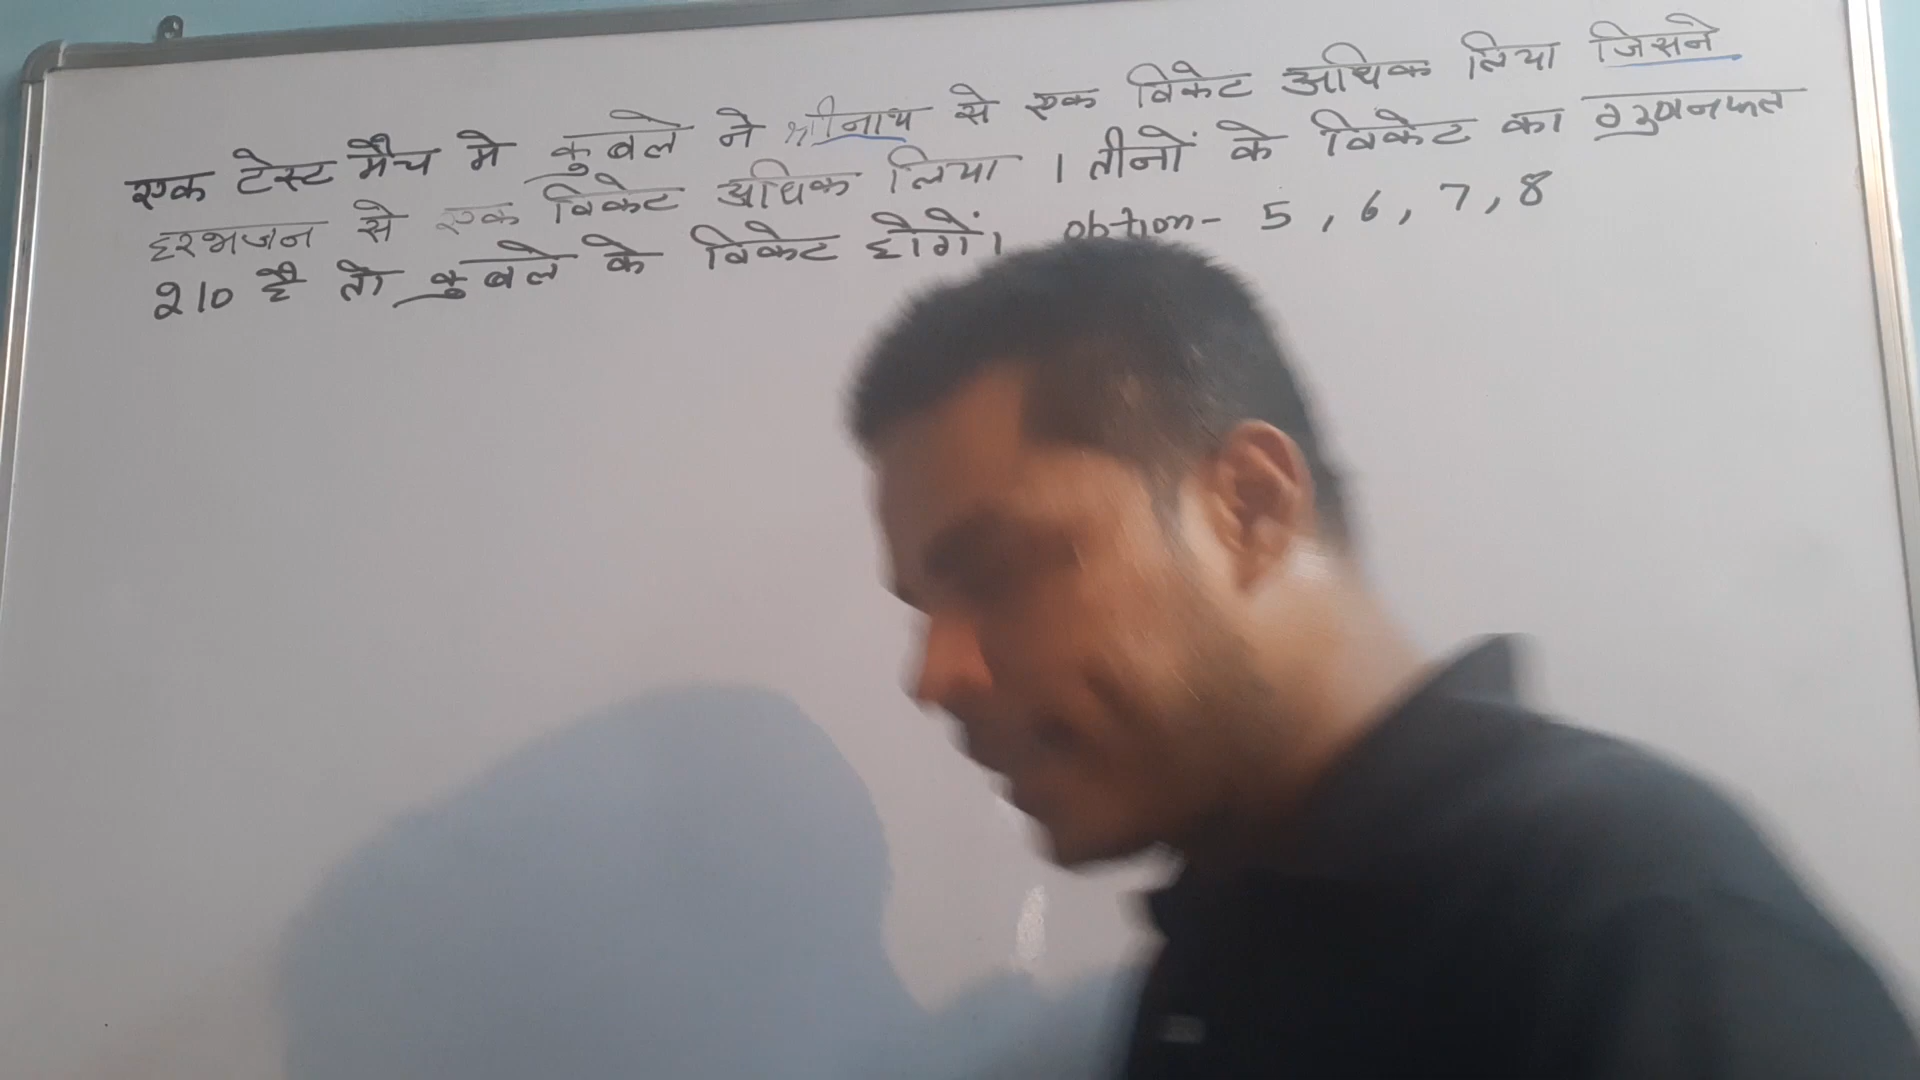 एक टेस्ट मैच मे कुंबले ने श्रीनाथ से एक विकेट अधिक लिया जिसने
हरभजन से एक विकेट अधिक लिया । तीनों के विकेट का गुणनफल
210 है तो कुंबले के विकेट होगें। option- 5, 6, 7, 8